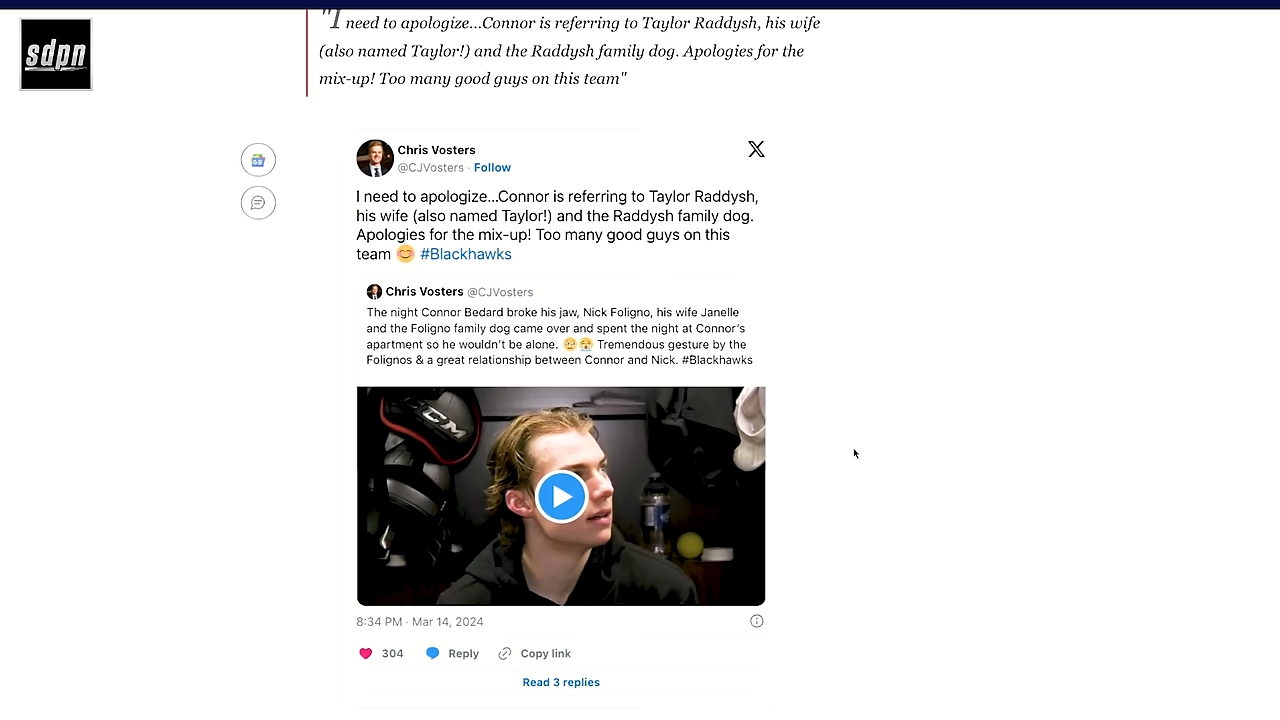 "I need to apologize...Connor is referring to Taylor Raddysh, his wife
(also named Taylor!) and the Raddysh family dog. Apologies for the
mix-up! Too many good guys on this team"
sdpn
Chris Vosters
@CJVosters · Follow
I need to apologize...Connor is referring to Taylor Raddysh,
his wife (also named Taylor!) and the Raddysh family dog.
Apologies for the mix-up! Too many good guys on this
team 😊 #Blackhawks
Chris Vosters @CJVosters
The night Connor Bedard broke his jaw, Nick Foligno, his wife Janelle
and the Foligno family dog came over and spent the night at Connor's
apartment so he wouldn't be alone. 🥹😭 Tremendous gesture by the
Folignos & a great relationship between Connor and Nick. #Blackhawks
CCM
8:34 PM · Mar 14, 2024
304 Reply Copy link
Read 3 replies